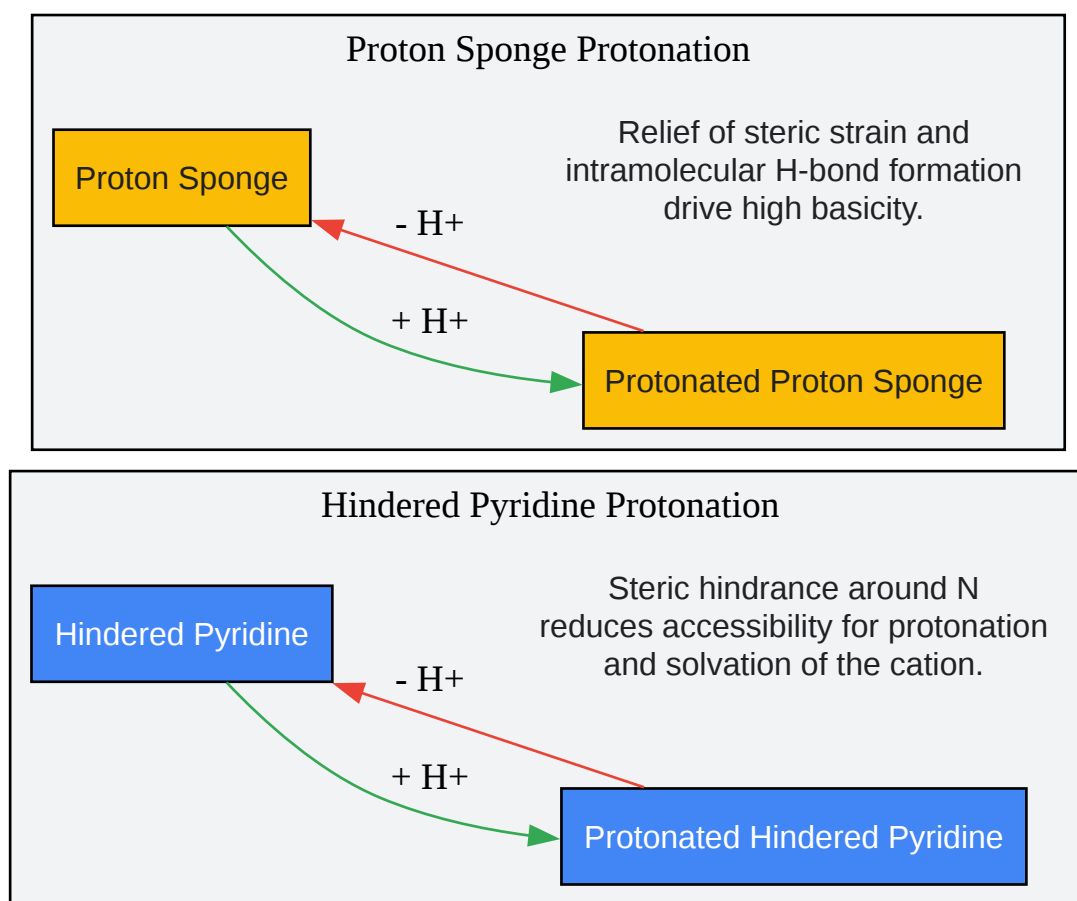 Proton Sponge Protonation
Proton Sponge
Relief of steric strain and
intramolecular H-bond formation
drive high basicity.
- H+
+ H+
Protonated Proton Sponge
Hindered Pyridine Protonation
Hindered Pyridine
Steric hindrance around N
reduces accessibility for protonation
and solvation of the cation.
- H+
+ H+
Protonated Hindered Pyridine